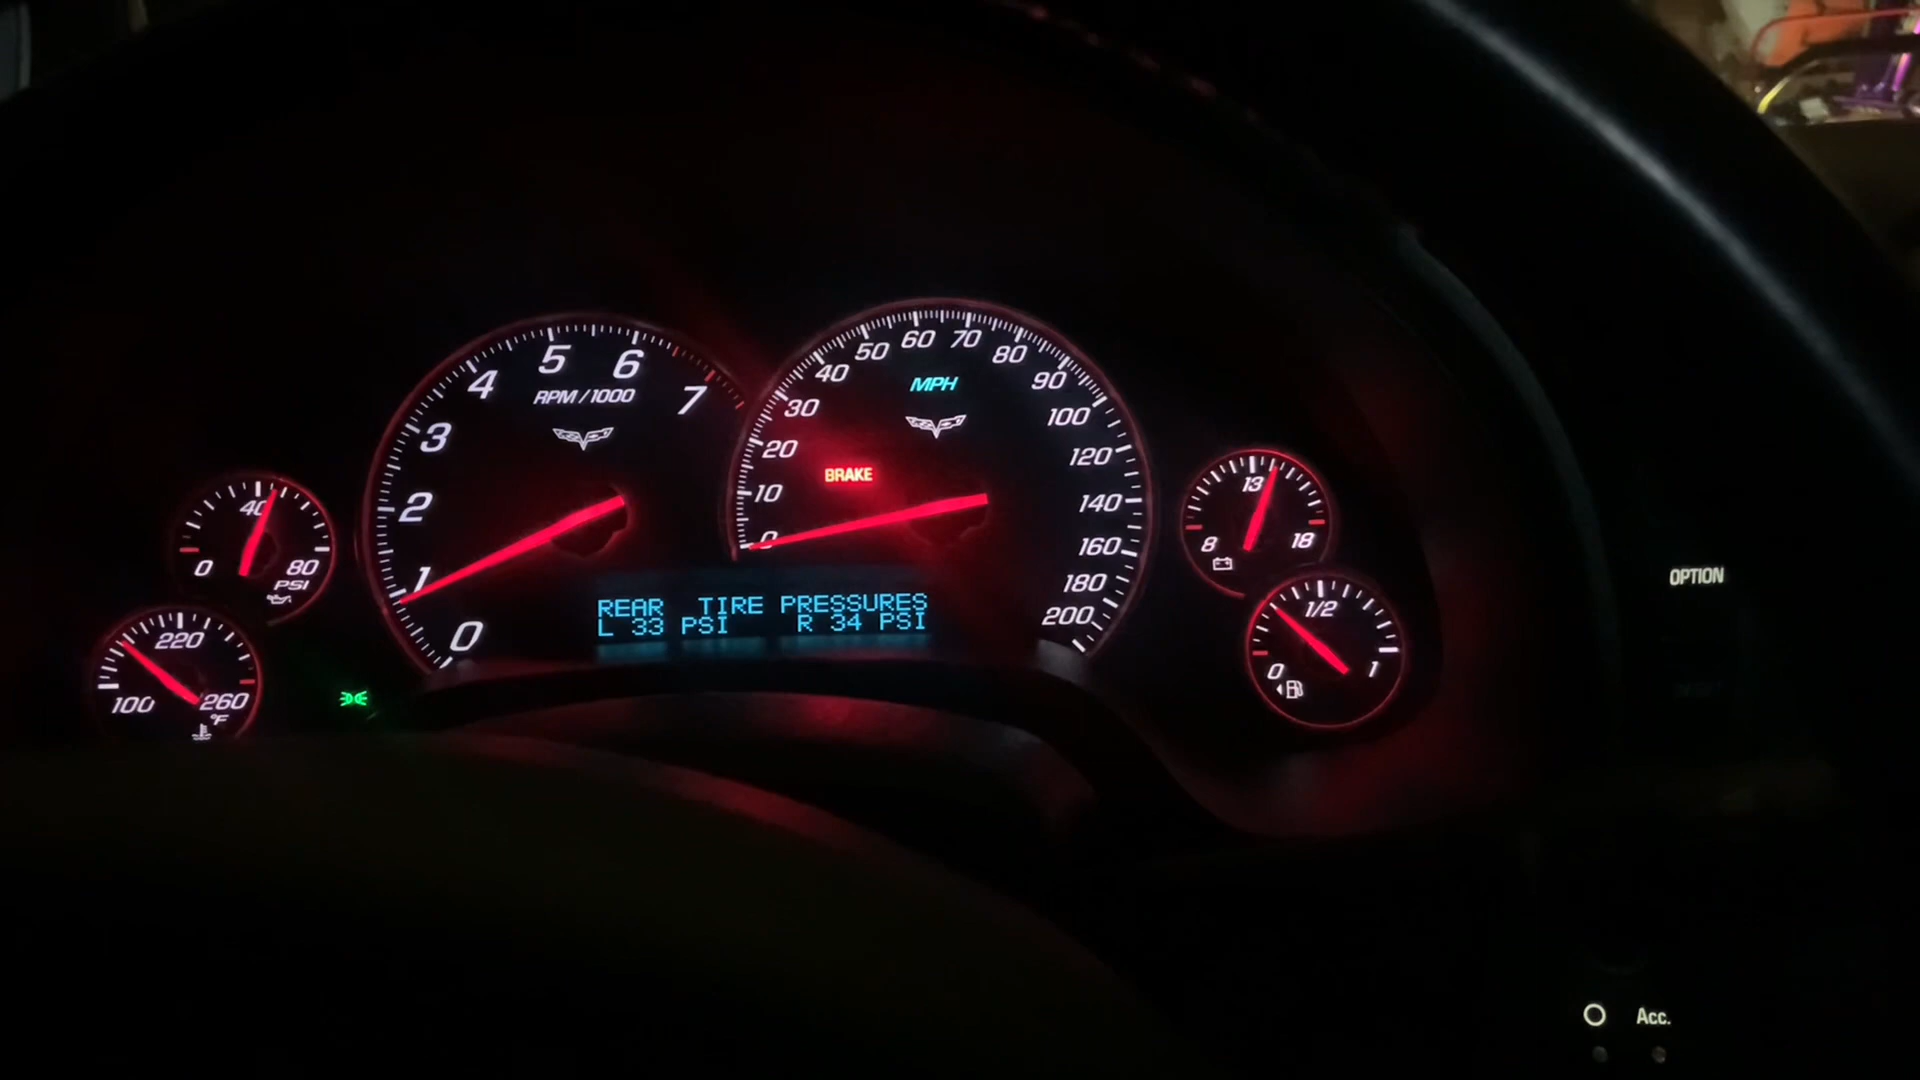 5 6
4 7
RPM/1000
3
2
1
0
60 70
50 80
40 90
MPH
30 100
20 120
BRAKE
10 140
0 160
180
200
REAR TIRE PRESSURES
L 33 PSI R 34 PSI
40
0 80
PSI
220
100 260
°F
13
8 18
1/2
0 1
OPTION
Acc.